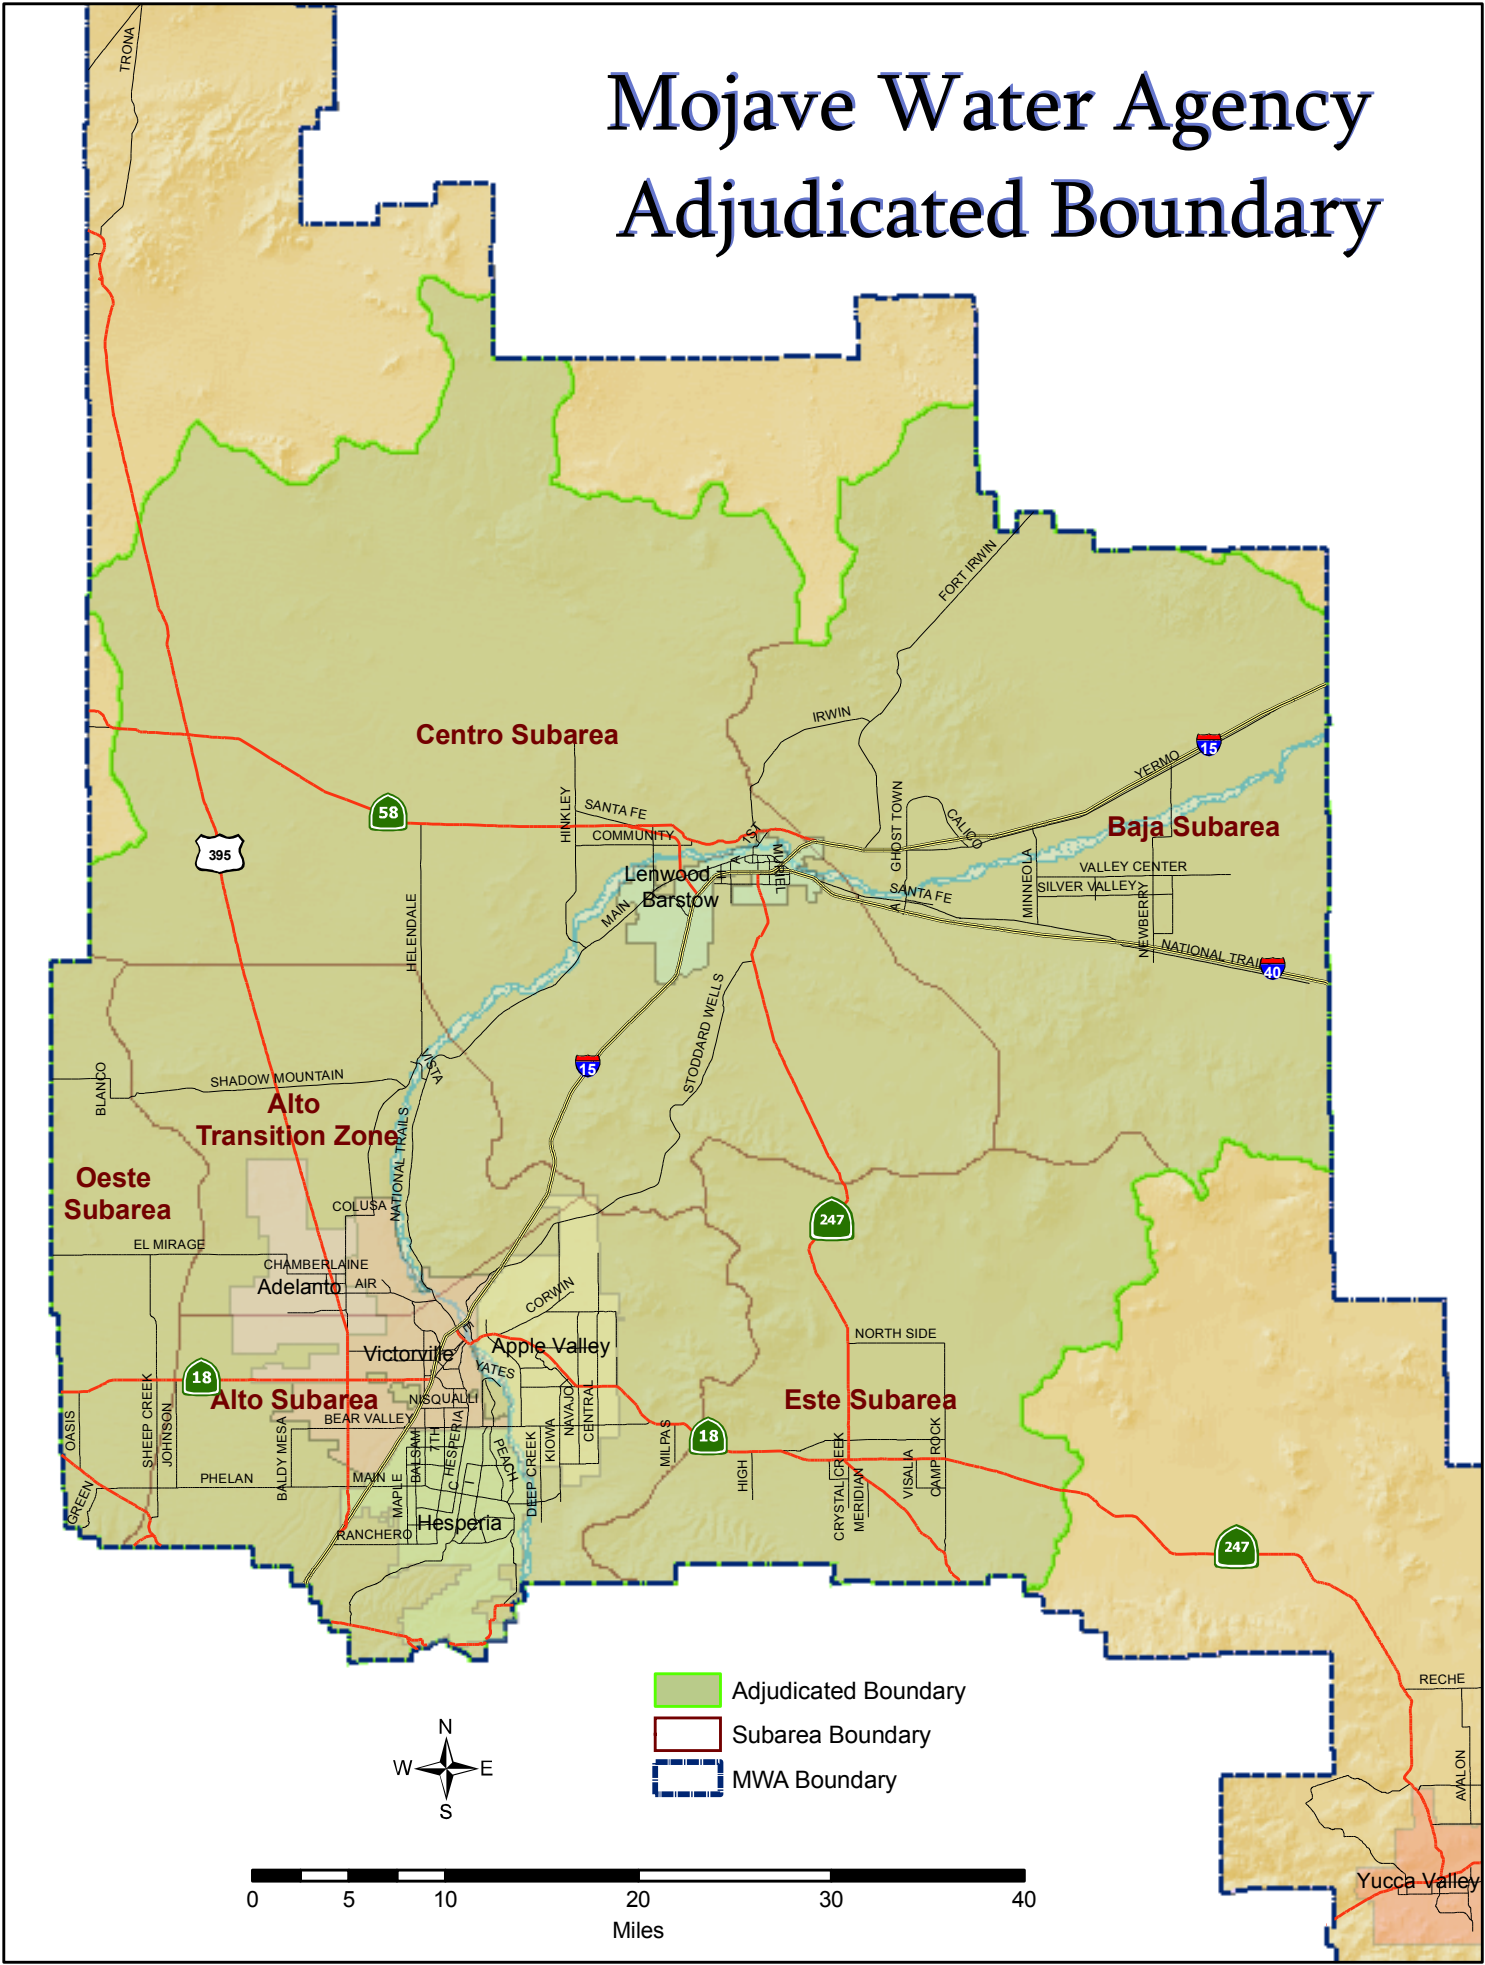 Mojave Water Agency
Adjudicated Boundary
TRONA
FORT IRWIN
IRWIN
Centro Subarea
15
YERMO
58
HINKLEY
SANTA FE
COMMUNITY
1ST
GHOST TOWN
CALICO
Baja Subarea
395
A
MURIEL
H
Lenwood
Barstow
MAIN
SANTA FE
A
MINNEOLA
VALLEY CENTER
SILVER VALLEY
NEWBERRY
HELENDALE
NATIONAL TRAIL
40
STODDARD WELLS
15
VISTA
BLANCO
SHADOW MOUNTAIN
Alto
Transition Zone
NATIONAL TRAILS
Oeste
Subarea
COLUSA
247
EL MIRAGE
CHAMBERLAINE
Adelanto
AIR
CORWIN
E
NORTH SIDE
Victorville
Apple Valley
YATES
18
Alto Subarea
NISQUALLI
BEAR VALLEY
Este Subarea
OASIS
SHEEP CREEK
JOHNSON
BALDY MESA
BALSAM
7TH
C
HESPERIA
I
PEACH
DEEP CREEK
KIOWA
NAVAJO
CENTRAL
MILPAS
18
HIGH
CRYSTAL CREEK
MERIDIAN
VISALIA
CAMP ROCK
GREEN
PHELAN
MAIN
MAPLE
RANCHERO
Hesperia
247
Adjudicated Boundary
Subarea Boundary
MWA Boundary
N
W
E
S
RECHE
AVALON
Yucca Valley
0 5 10 20 30 40
Miles